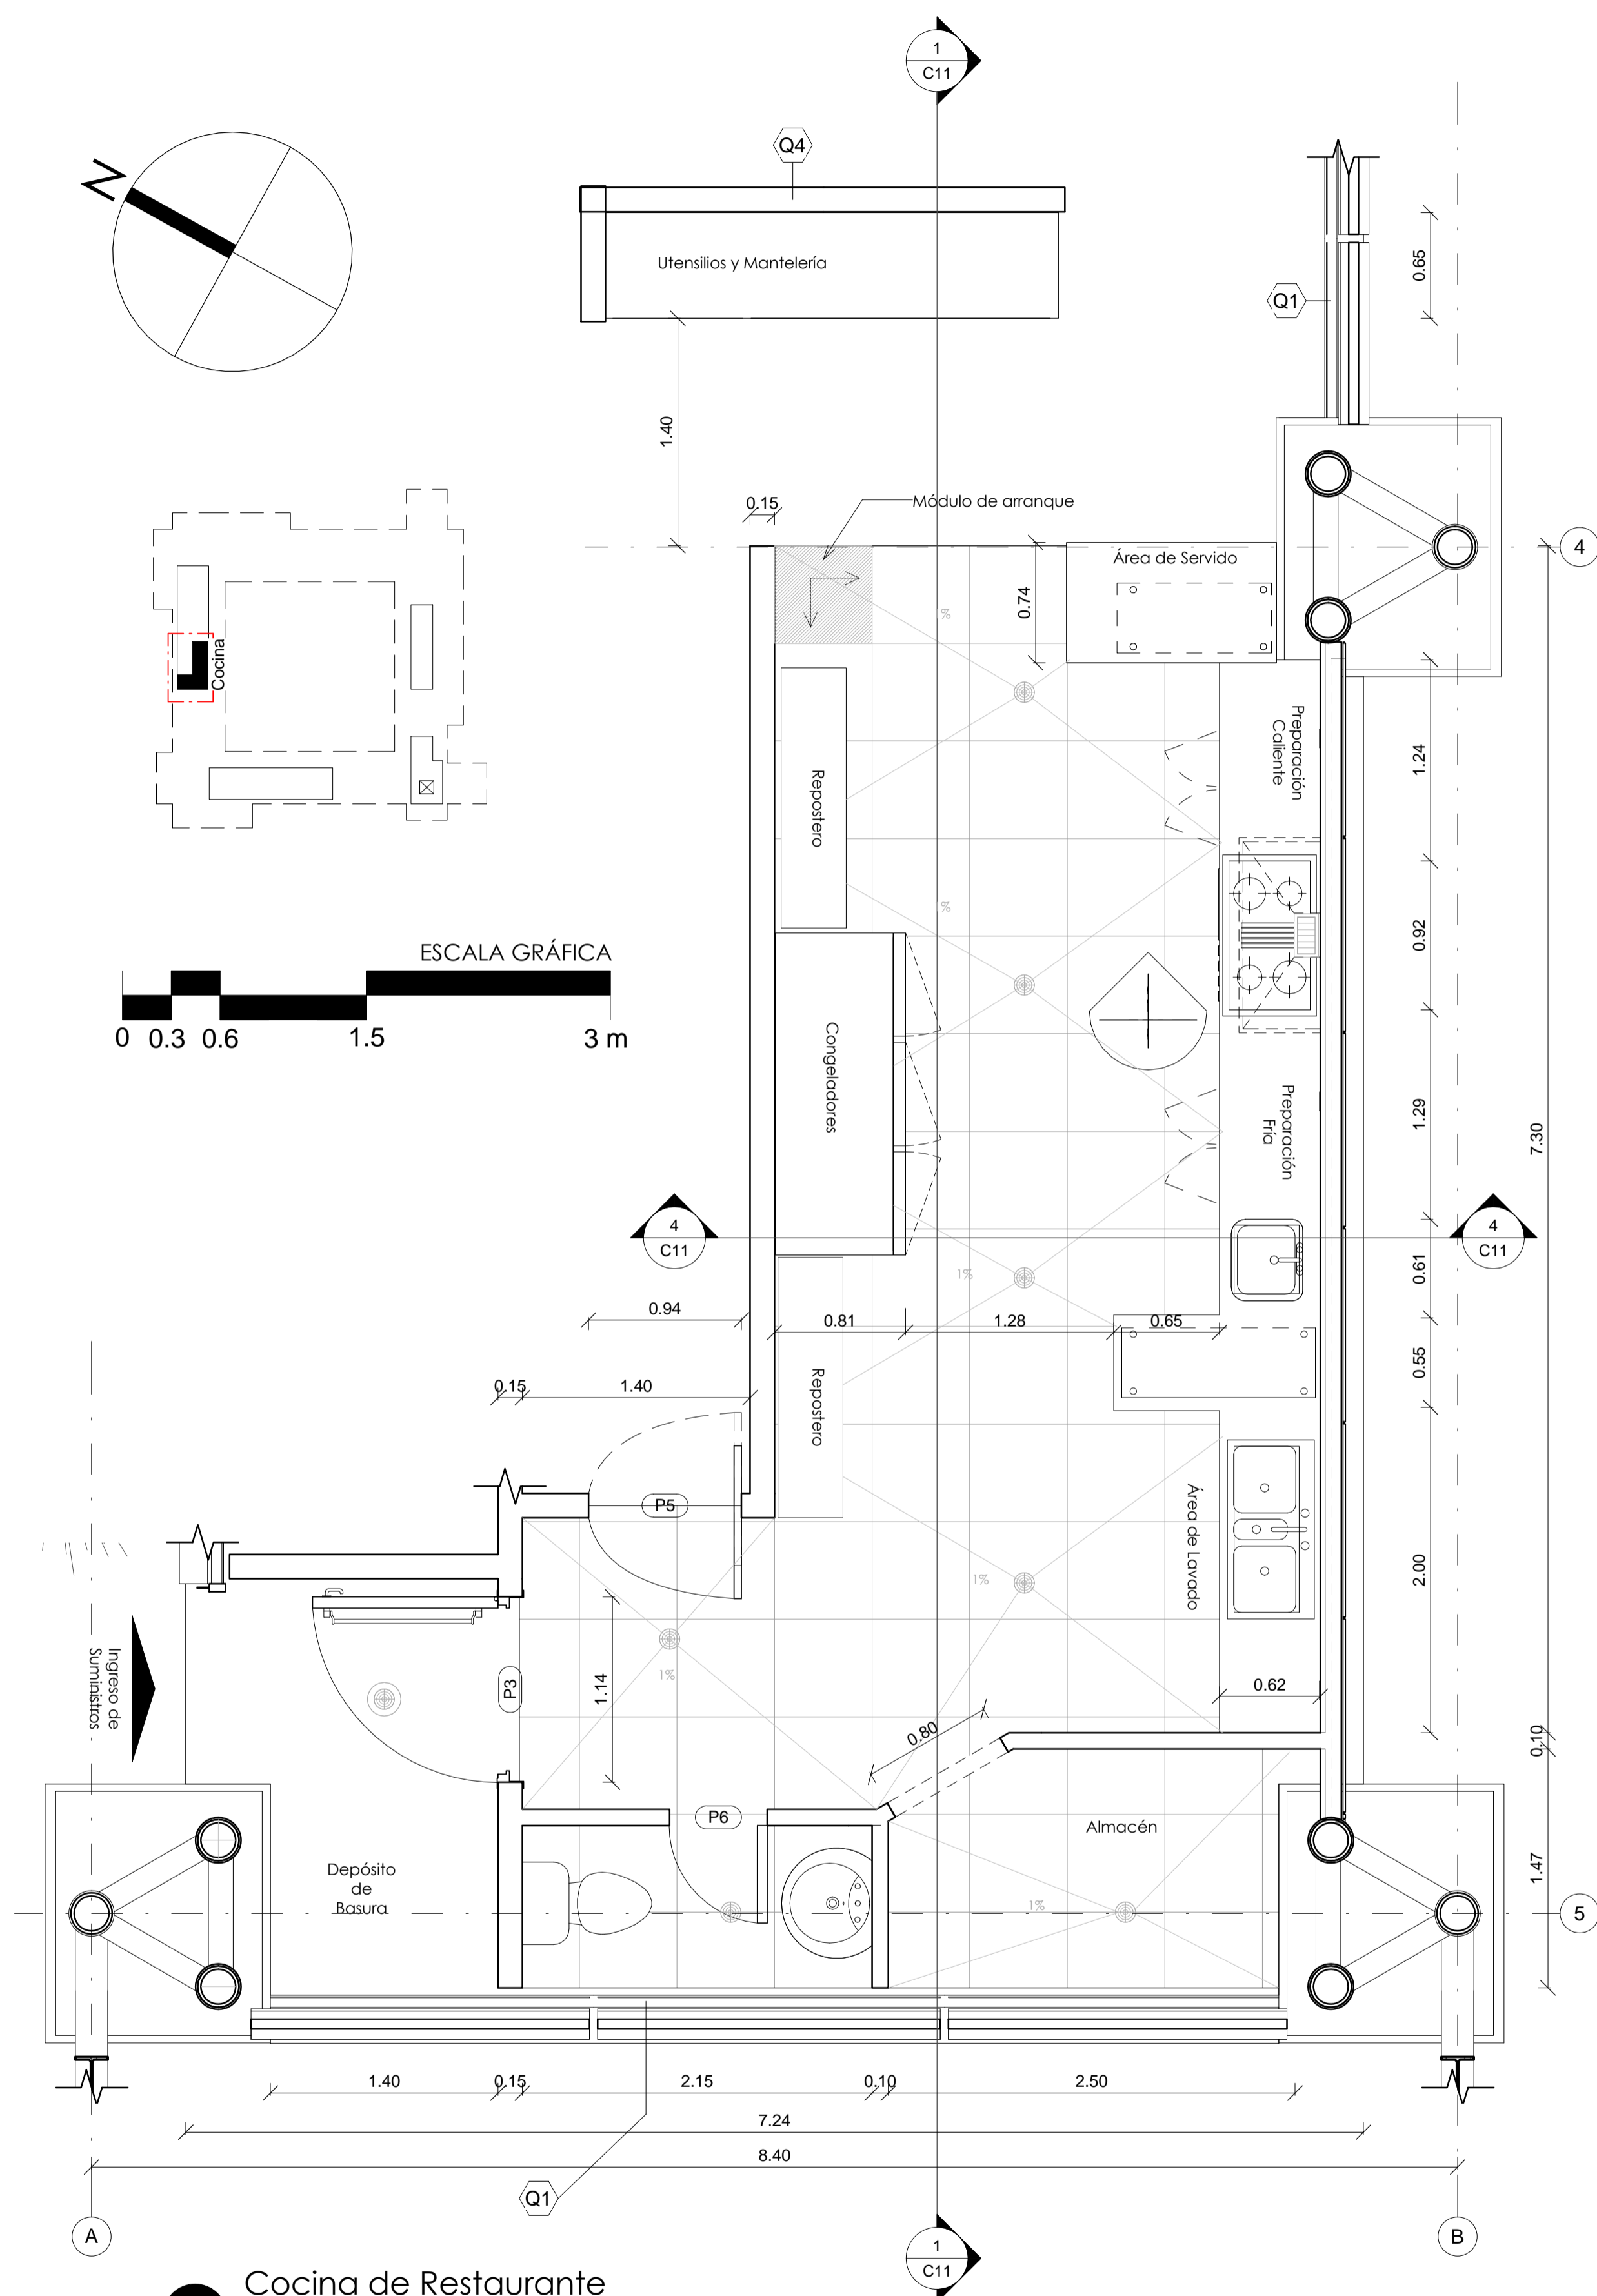 1
C11
Q4
N
Utensilios y Mantelería
Q1
0.65
1.40
0.15
Módulo de arranque
4
Área de Servido
0.74
%
Cocina
Preparación
Caliente
1.24
Repostero
%
0.92
ESCALA GRÁFICA
0 0.3 0.6 1.5 3 m
Congeladores
Preparación
Fría
1.29
7.30
4
C11
4
C11
1%
0.61
0.94
0.81
1.28
0.65
0.55
0.15
1.40
Repostero
P5
Área de Lavado
2.00
1%
Ingreso de
Suministros
P3
1.14
1%
0.62
0.80
0.10
P6
Almacén
Depósito
de
Basura
1.47
1%
5
1.40
0.15
2.15
0.10
2.50
7.24
8.40
Q1
A
B
1
C11
Cocina de Restaurante